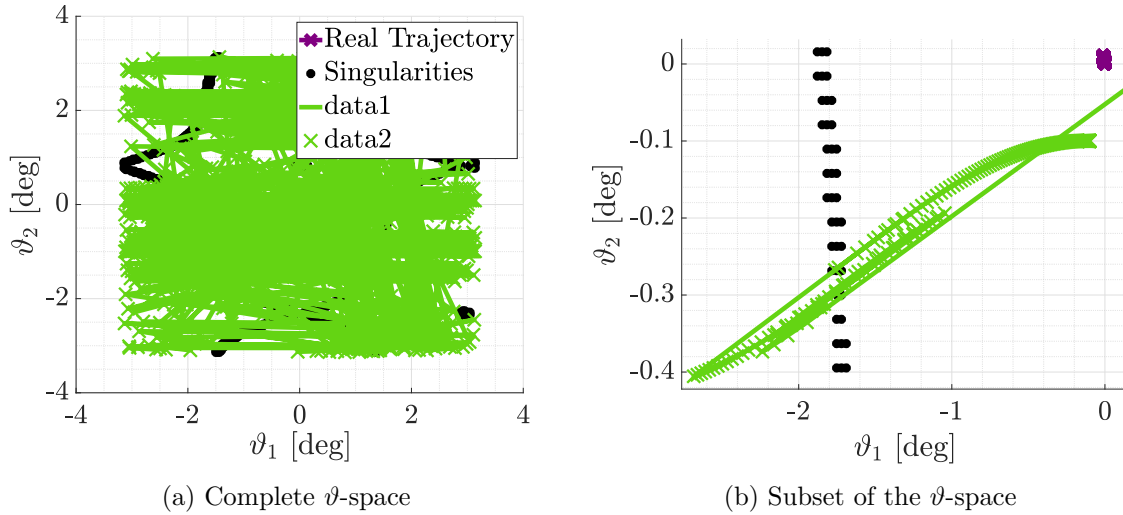 4
2
0
-2
-4
-4
-2
0
2
4
ϑ2 [deg]
ϑ1 [deg]
Real Trajectory
Singularities
data1
data2
(a) Complete ϑ-space
0
-0.1
-0.2
-0.3
-0.4
-2
-1
0
ϑ2 [deg]
ϑ1 [deg]
(b) Subset of the ϑ-space